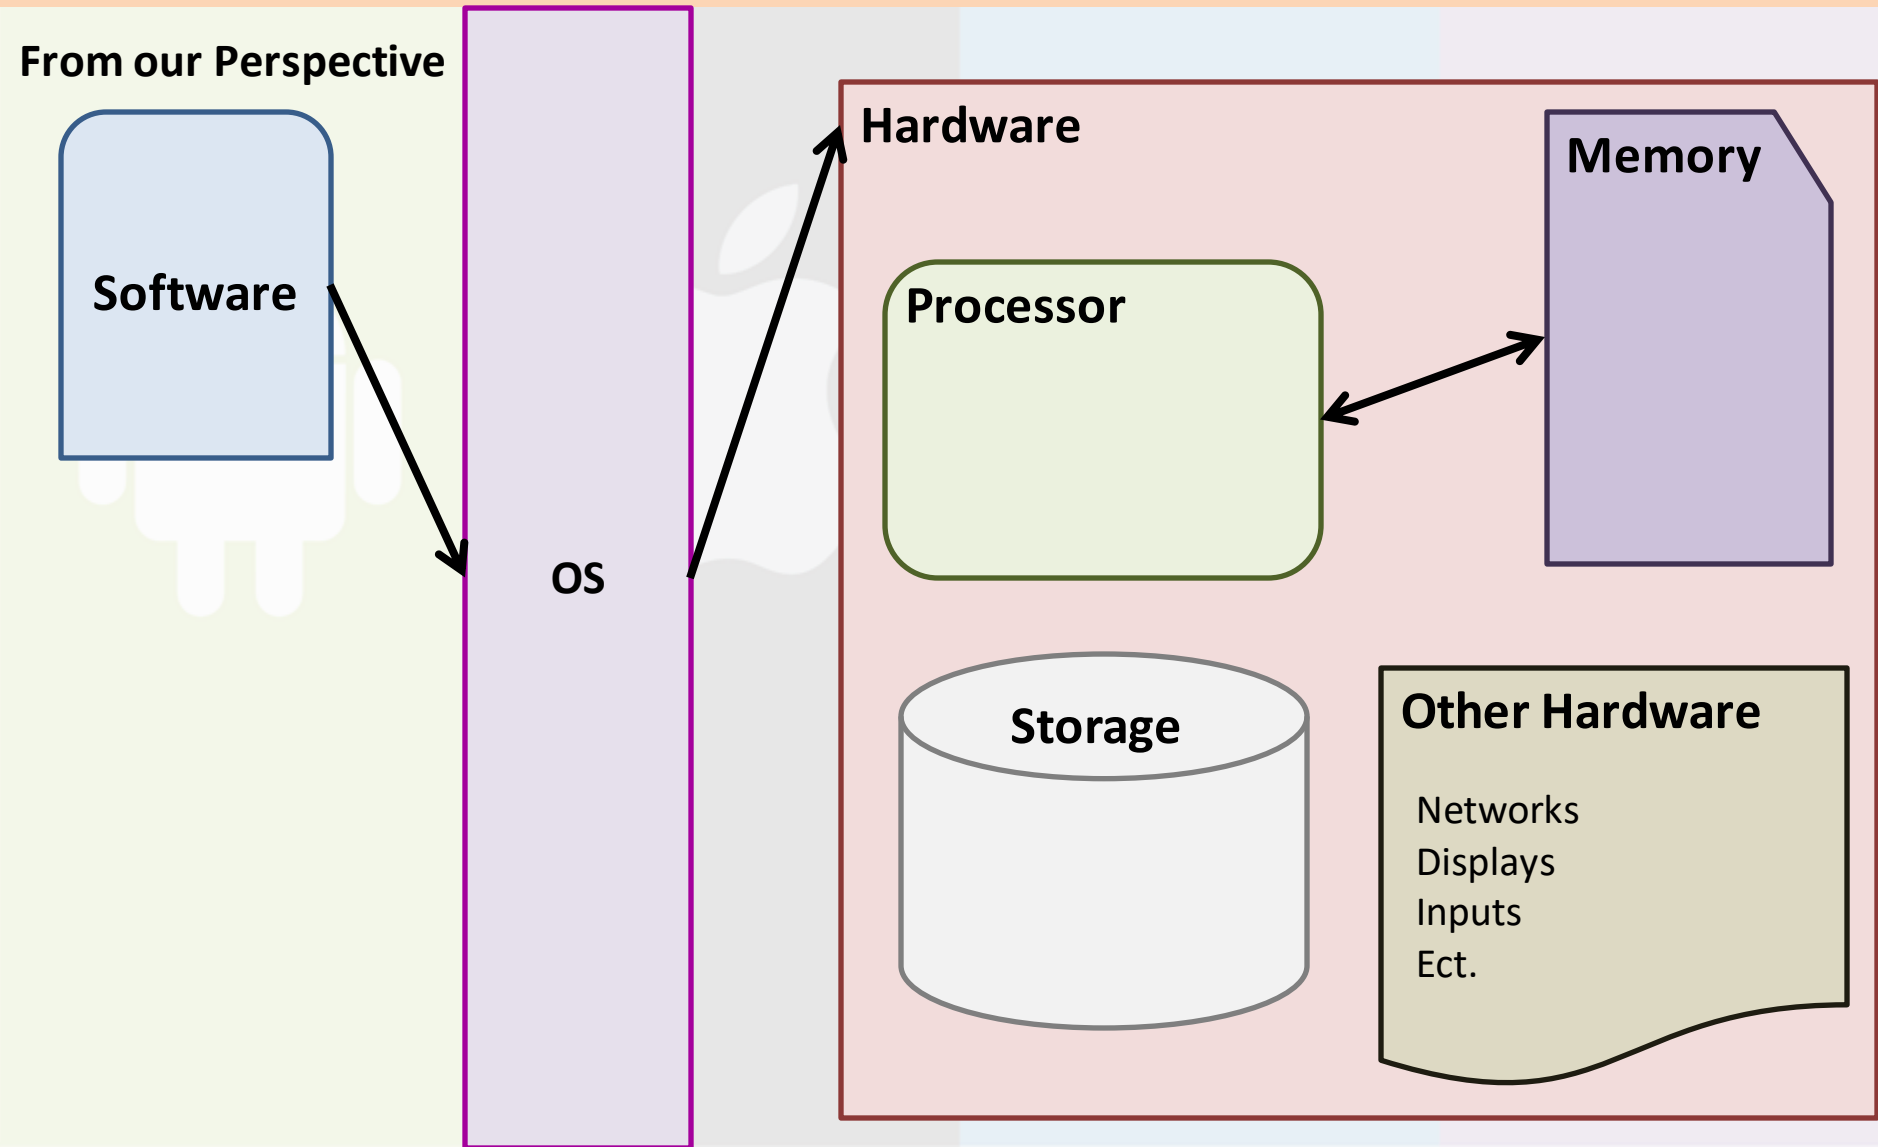 From our Perspective
Software
OS
Hardware
Memory
Processor
Storage
Other Hardware
Networks
Displays
Inputs
Ect.